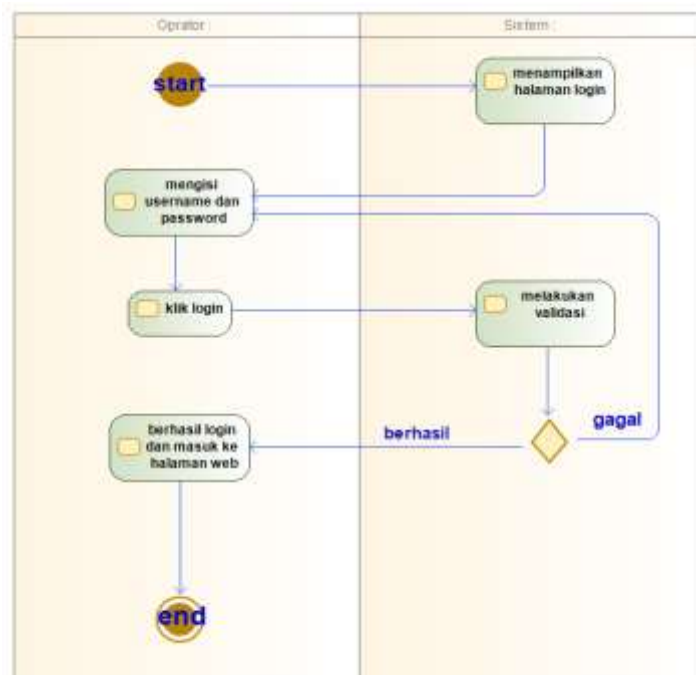 Oprator
Sistem
start
menampilkan
halaman login
mengisi
username dan
password
klik login
melakukan
validasi
berhasil login
dan masuk ke
halaman web
berhasil
gagal
end